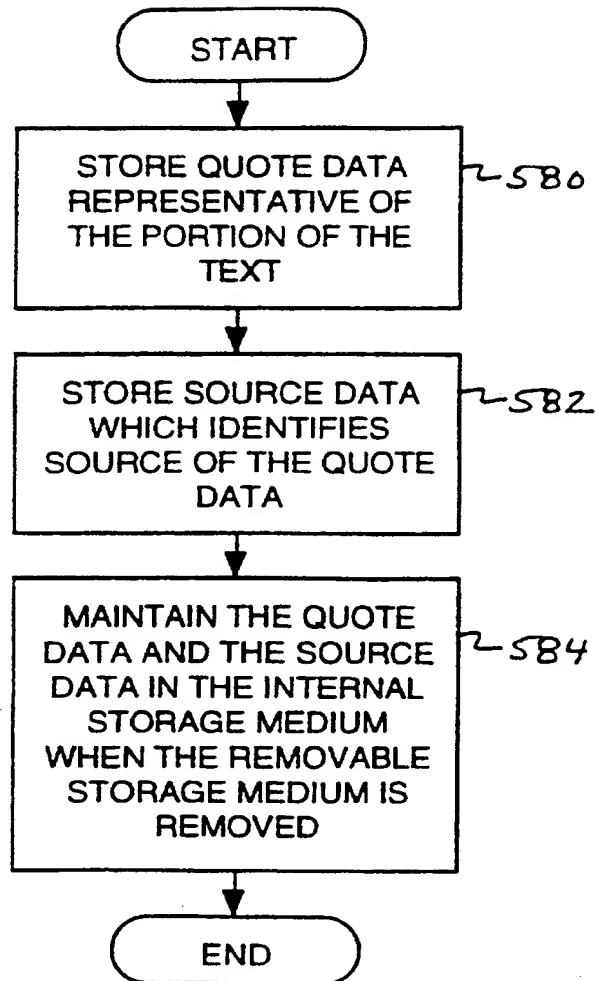 START
STORE QUOTE DATA
REPRESENTATIVE OF
THE PORTION OF THE
TEXT
580
STORE SOURCE DATA
WHICH IDENTIFIES
SOURCE OF THE QUOTE
DATA
582
MAINTAIN THE QUOTE
DATA AND THE SOURCE
DATA IN THE INTERNAL
STORAGE MEDIUM
WHEN THE REMOVABLE
STORAGE MEDIUM IS
REMOVED
584
END